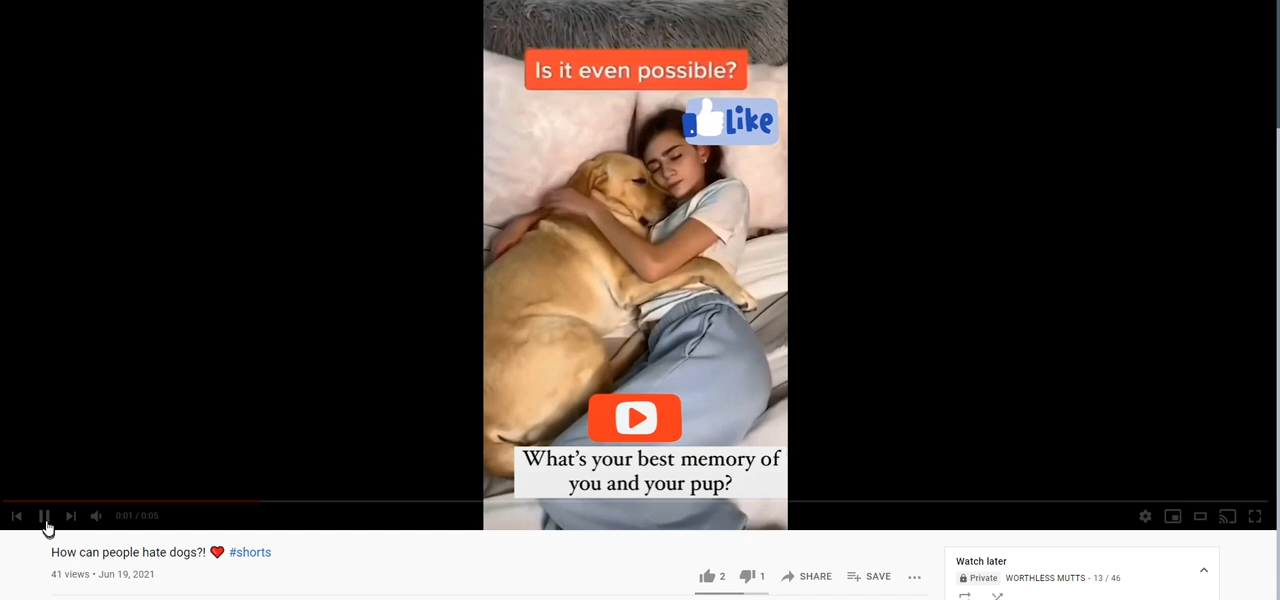 Is it even possible?
Like
What's your best memory of
you and your pup?
0:01 / 0:05
How can people hate dogs?! ❤️ #shorts
41 views • Jun 19, 2021
2
1
SHARE
SAVE
Watch later
Private WORTHLESS MUTTS - 13 / 46